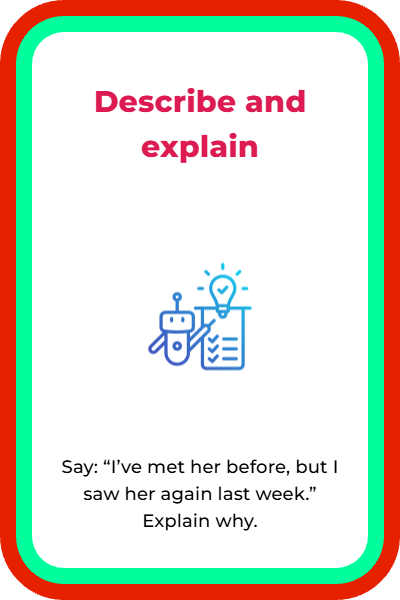 Describe and
explain
Say: “I’ve met her before, but I
saw her again last week.”
Explain why.